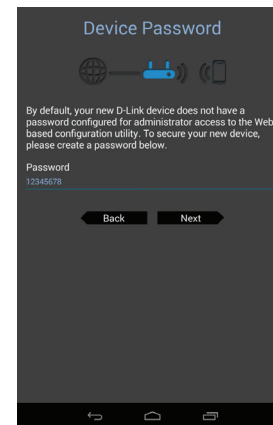 Device Password
By default, your new D-Link device does not have a
password configured for administrator access to the Web
based configuration utility. To secure your new device,
please create a password below.
Password
12345678
Back Next